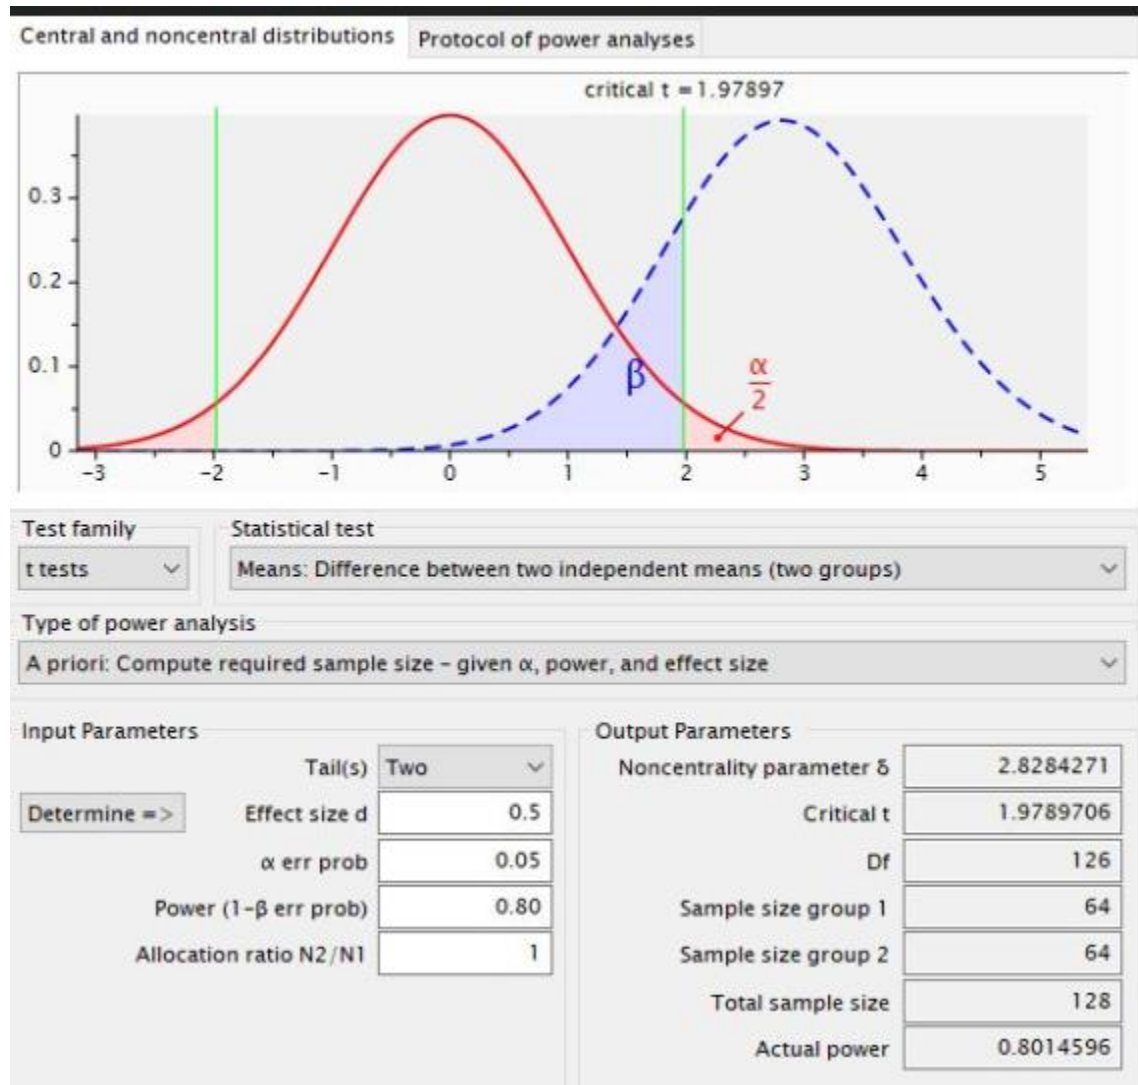 Central and noncentral distributions
Protocol of power analyses
critical t = 1.97897
0.3
0.2
0.1
0
β
α
2
-3 -2 -1 0 1 2 3 4 5
Test family
t tests
Statistical test
Means: Difference between two independent means (two groups)
Type of power analysis
A priori: Compute required sample size - given α, power, and effect size
Input Parameters
Tail(s) Two
Determine => Effect size d 0.5
α err prob 0.05
Power (1-β err prob) 0.80
Allocation ratio N2/N1 1
Output Parameters
Noncentrality parameter δ 2.8284271
Critical t 1.9789706
Df 126
Sample size group 1 64
Sample size group 2 64
Total sample size 128
Actual power 0.8014596